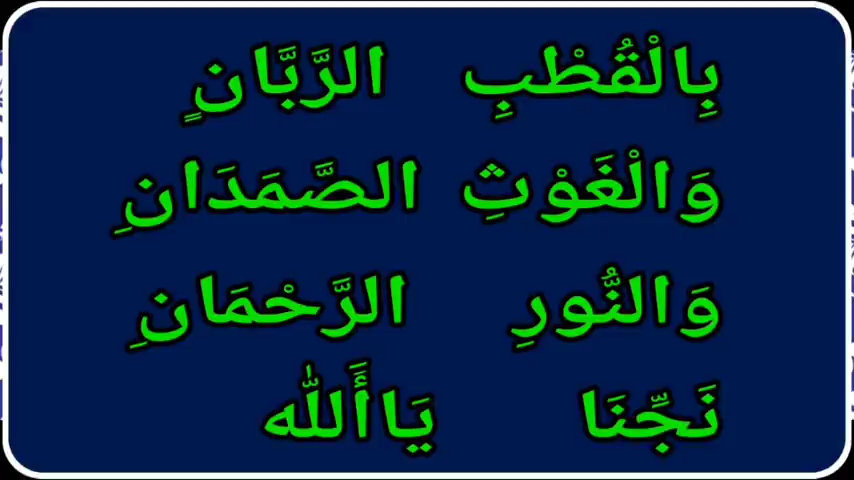 بِالْقُطْبِ الرَّبَّانٍ
وَالْغَوْثِ الصَّمَدَانِ
وَالنُّورِ الرَّحْمَانِ
نَجِّنَا يَاأَللّٰه